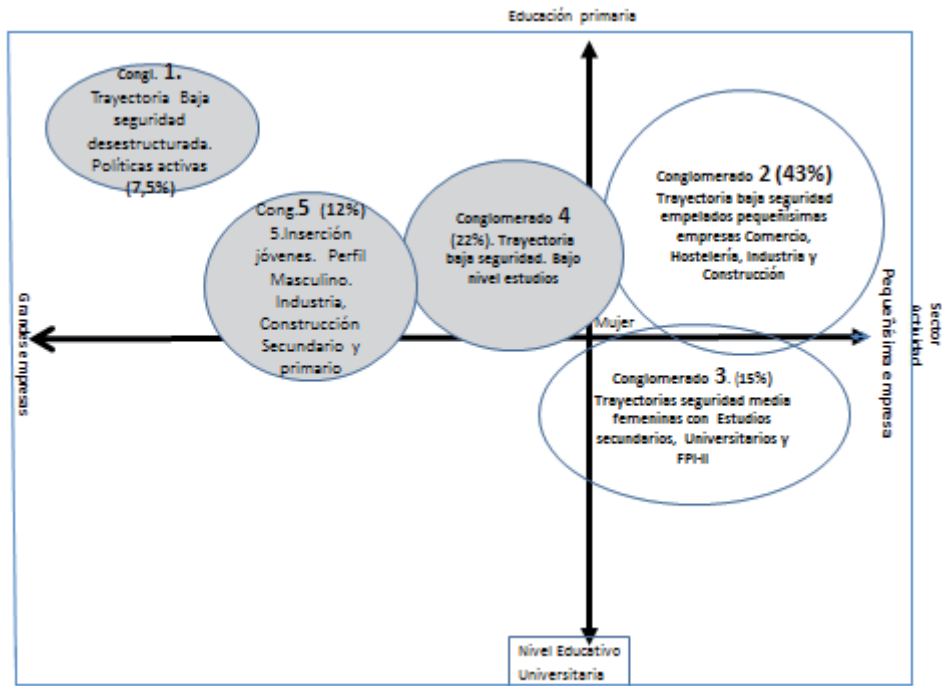 Educación primaria
Congl. 1.
Trayectoria Baja
seguridad
desestructurada.
Políticas activas
(7,5%)
Cong.5 (12%)
5.Inserción
jóvenes. Perfil
Masculino.
Industria,
Construcción
Secundario y
primario
Conglomerado 4
(22%). Trayectoria
baja seguridad. Bajo
nivel estudios
Conglomerado 2 (43%)
Trayectoria baja seguridad
empelados pequeñísimas
empresas Comercio,
Hostelería, Industria y
Construcción
Mujer
Conglomerado 3. (15%)
Trayectorias seguridad media
femeninas con Estudios
secundarios, Universitarios y
FPHI
Grandes empresas
Sector
Actividad
Pequeñísima empresa
Nivel Educativo
Universitaria